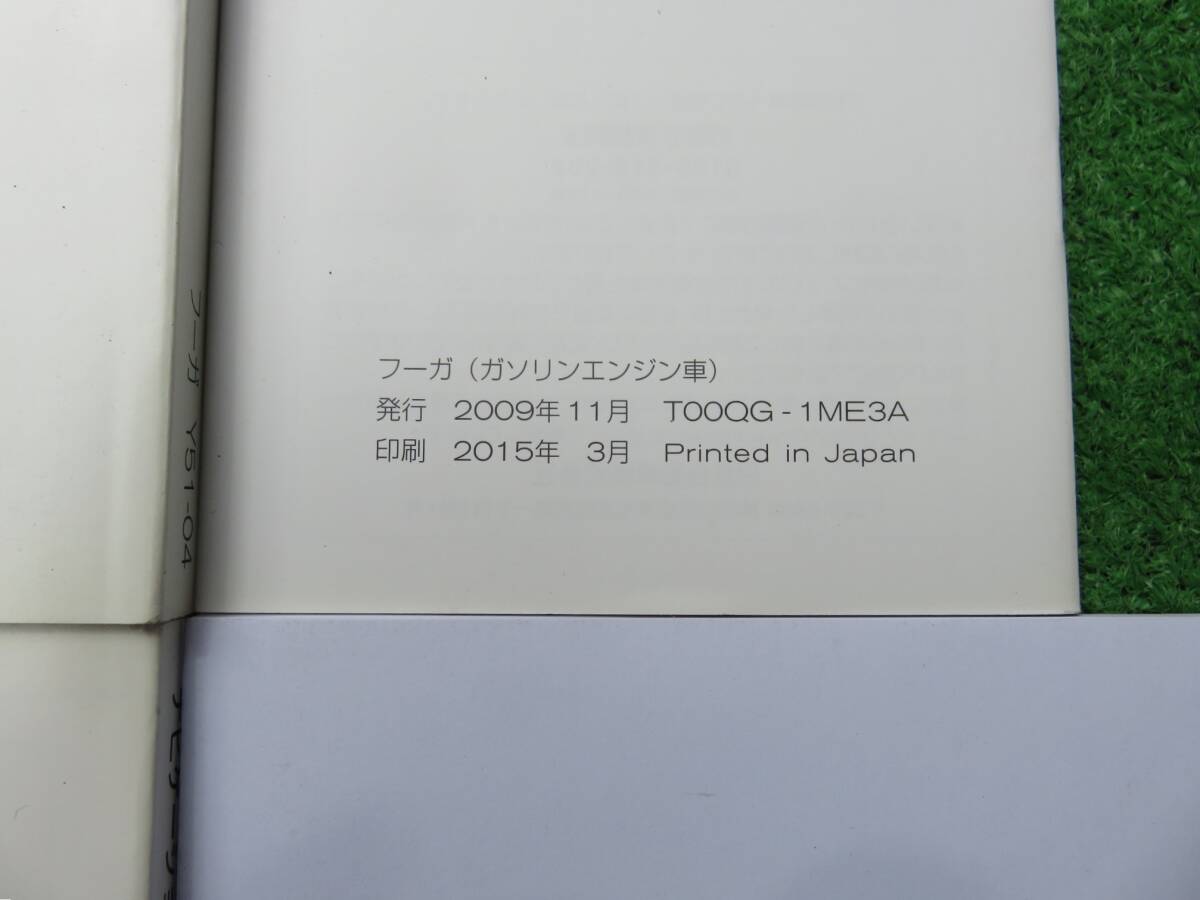 フーガ（ガソリンエンジン車）
発行 2009年 11月 T00QG-1ME3A
印刷 2015年 3月 Printed in Japan
フーガ Y51-04